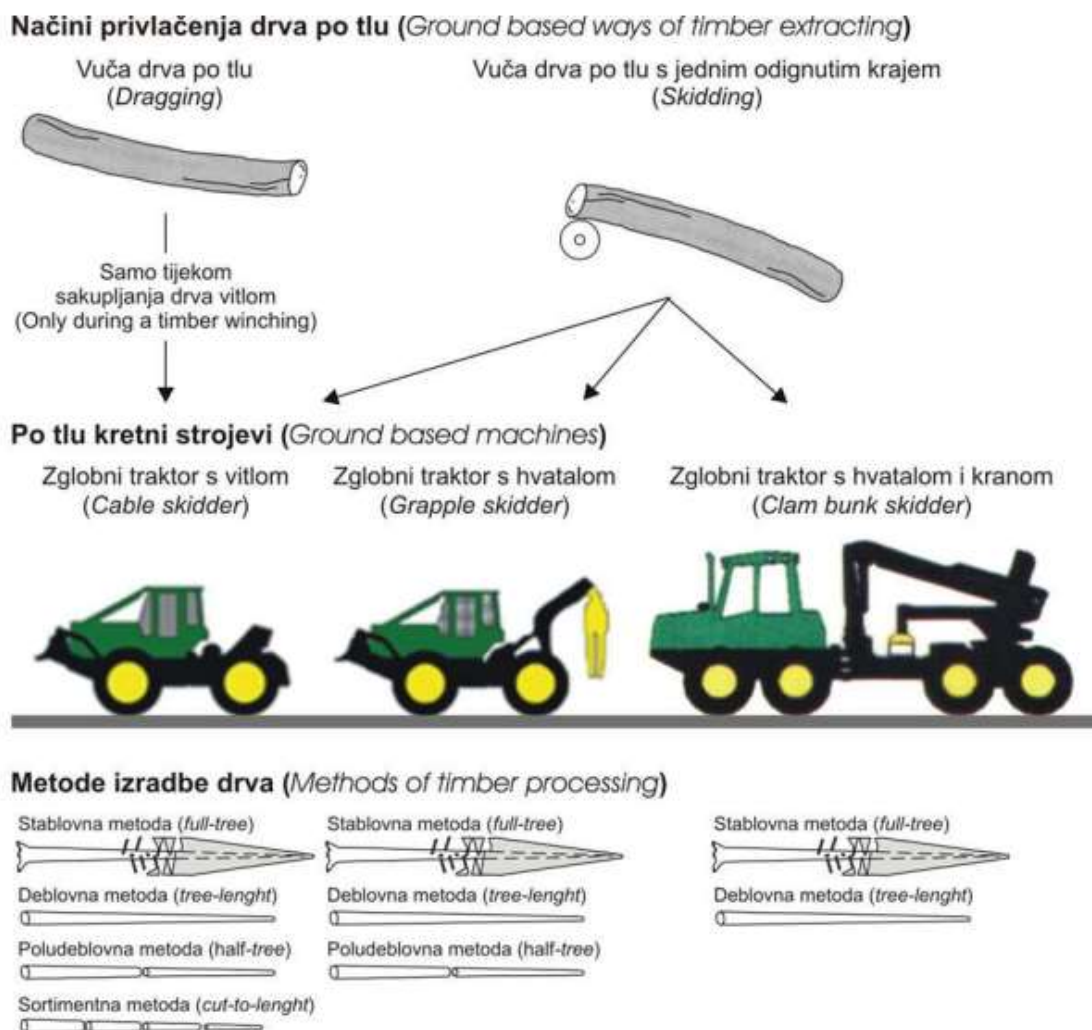 Načini privlačenja drva po tlu (Ground based ways of timber extracting)
Vuča drva po tlu
(Dragging)
Vuča drva po tlu s jednim odignutim krajem
(Skidding)
Samo tijekom
sakupljanja drva vitlom
(Only during a timber winching)
Po tlu kretni strojevi (Ground based machines)
Zglobni traktor s vitlom
(Cable skidder)
Zglobni traktor s hvatalom
(Grapple skidder)
Zglobni traktor s hvatalom i kranom
(Clam bunk skidder)
Metode izradbe drva (Methods of timber processing)
Stablovna metoda (full-tree)
Deblovna metoda (tree-lenght)
Poludeblovna metoda (half-tree)
Sortimentna metoda (cut-to-lenght)
Stablovna metoda (full-tree)
Deblovna metoda (tree-lenght)
Poludeblovna metoda (half-tree)
Stablovna metoda (full-tree)
Deblovna metoda (tree-lenght)